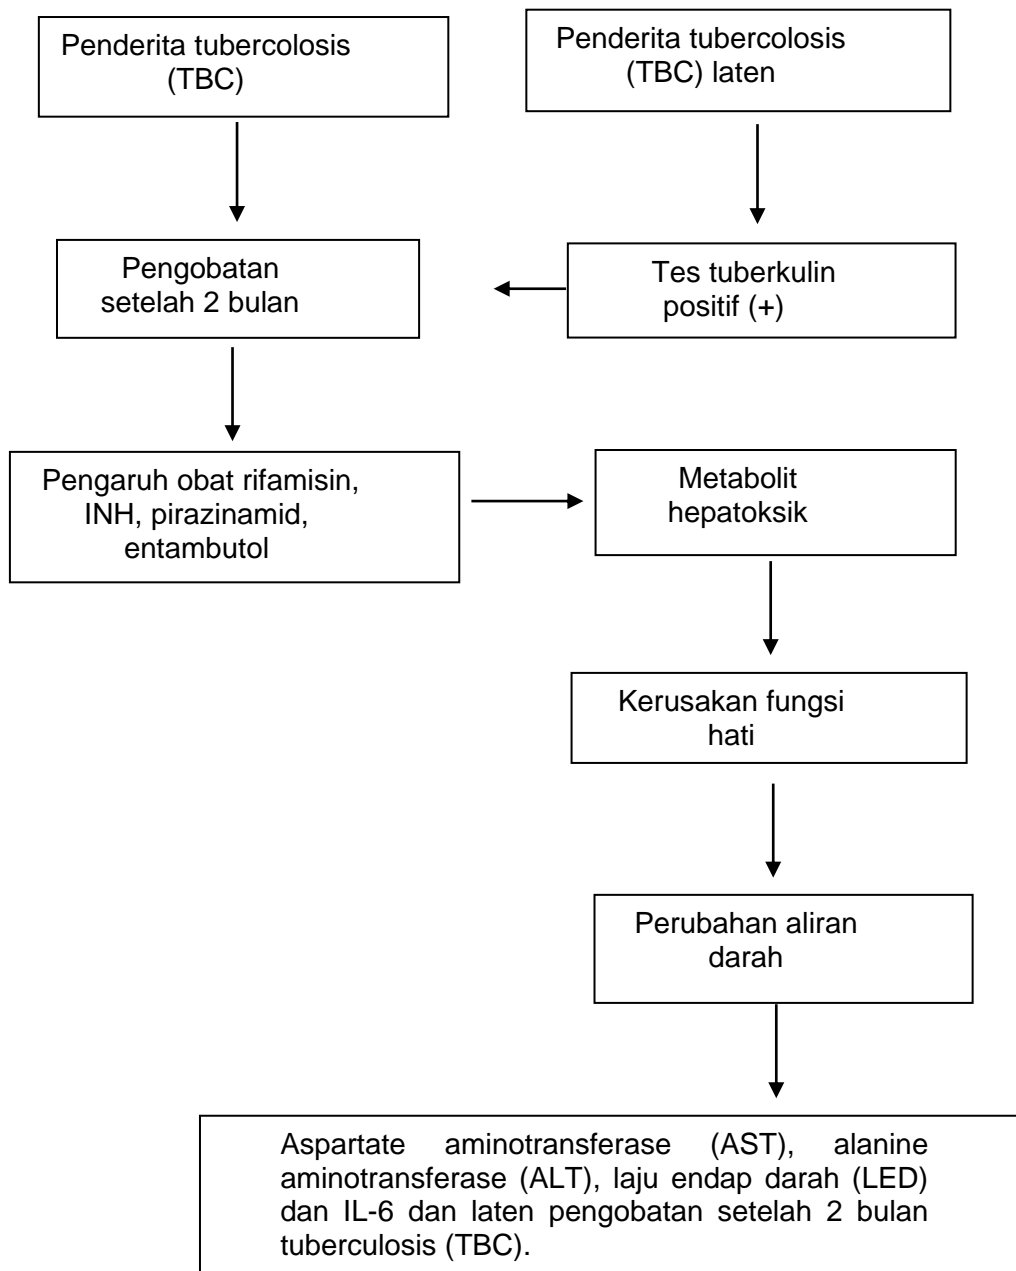 Penderita tubercolosis
(TBC)
Penderita tubercolosis
(TBC) laten
Pengobatan
setelah 2 bulan
Tes tuberkulin
positif (+)
Pengaruh obat rifamisin,
INH, pirazinamid,
entambutol
Metabolit
hepatoksik
Kerusakan fungsi
hati
Perubahan aliran
darah
Aspartate aminotransferase (AST), alanine
aminotransferase (ALT), laju endap darah (LED)
dan IL-6 dan laten pengobatan setelah 2 bulan
tuberculosis (TBC).